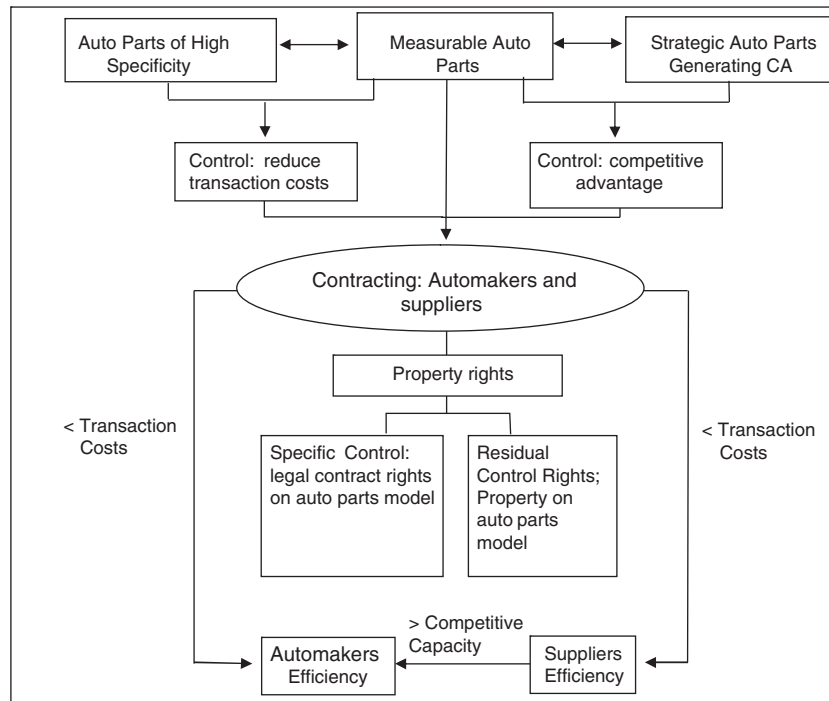 Auto Parts of High
Specificity
Measurable Auto
Parts
Strategic Auto Parts
Generating CA
Control: reduce
transaction costs
Control: competitive
advantage
Contracting: Automakers and
suppliers
Property rights
< Transaction
Costs
< Transaction
Costs
Specific Control:
legal contract rights
on auto parts model
Residual
Control Rights;
Property on
auto parts
model
> Competitive
Capacity
Automakers
Efficiency
Suppliers
Efficiency